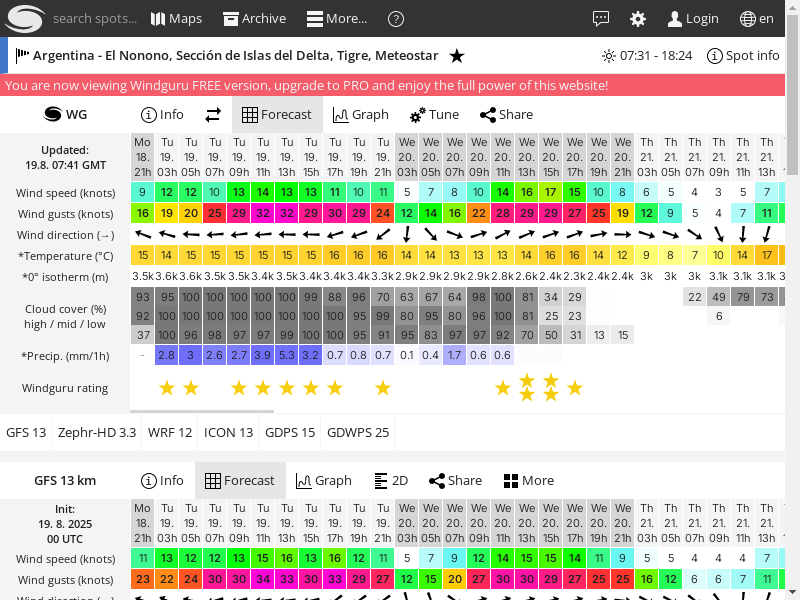 search spots... Maps Archive More... ? Login en
Argentina - El Nonono, Sección de Islas del Delta, Tigre, Meteostar ★ 07:31 - 18:24 Spot info
You are now viewing Windguru FREE version, upgrade to PRO and enjoy the full power of this website!
WG Info Forecast Graph Tune Share
Updated:
19.8. 07:41 GMT
Mo Tu Tu Tu Tu Tu Tu Tu Tu Tu Tu We We We We We We We We We We Th Th Th Th Th Th
18. 19. 19. 19. 19. 19. 19. 19. 19. 19. 19. 20. 20. 20. 20. 20. 20. 20. 20. 20. 20. 21. 21. 21. 21. 21. 21.
21h 03h 05h 07h 09h 11h 13h 15h 17h 19h 21h 03h 05h 07h 09h 11h 13h 15h 17h 19h 21h 03h 05h 07h 09h 11h 13h
Wind speed (knots) 9 12 12 10 13 14 13 13 11 10 11 5 7 8 10 14 16 17 15 10 8 6 5 4 3 5 7
Wind gusts (knots) 16 19 20 25 29 32 32 29 30 29 24 12 14 16 22 28 29 29 27 25 19 12 9 5 4 7 11
Wind direction (→)
*Temperature (°C) 15 14 15 15 15 15 15 15 16 16 16 14 14 13 13 13 14 16 16 14 12 9 8 7 10 14 17
*0° isotherm (m) 3.5k 3.6k 3.6k 3.5k 3.5k 3.4k 3.5k 3.4k 3.4k 3.4k 3.3k 2.9k 2.9k 2.9k 2.9k 2.8k 2.6k 2.4k 2.3k 2.4k 2.4k 3k 3k 3k 3.1k 3.1k 3.1k
Cloud cover (%)
high / mid / low
93 95 100 100 100 100 100 99 88 96 70 63 67 64 98 100 81 34 29 22 49 79 73
92 100 100 100 100 100 100 100 100 95 99 80 95 80 96 100 81 25 23 6
37 100 96 98 97 97 99 100 100 95 91 95 83 97 97 92 70 50 31 13 15
*Precip. (mm/1h) - 2.8 3 2.6 2.7 3.9 5.3 3.2 0.7 0.8 0.7 0.1 0.4 1.7 0.6 0.6
Windguru rating
GFS 13 Zephr-HD 3.3 WRF 12 ICON 13 GDPS 15 GDWPS 25
GFS 13 km Info Forecast Graph 2D Share More
Init:
19. 8. 2025
00 UTC
Mo Tu Tu Tu Tu Tu Tu Tu Tu Tu Tu We We We We We We We We We We Th Th Th Th Th Th
18. 19. 19. 19. 19. 19. 19. 19. 19. 19. 19. 20. 20. 20. 20. 20. 20. 20. 20. 20. 20. 21. 21. 21. 21. 21. 21.
21h 03h 05h 07h 09h 11h 13h 15h 17h 19h 21h 03h 05h 07h 09h 11h 13h 15h 17h 19h 21h 03h 05h 07h 09h 11h 13h
Wind speed (knots) 11 13 12 12 13 15 16 13 16 12 11 5 7 9 12 14 15 15 14 11 9 5 5 4 4 4 7
Wind gusts (knots) 23 22 24 30 30 34 33 30 33 29 27 12 15 20 27 30 30 29 27 25 25 16 12 6 6 7 11
Wind direction (→)